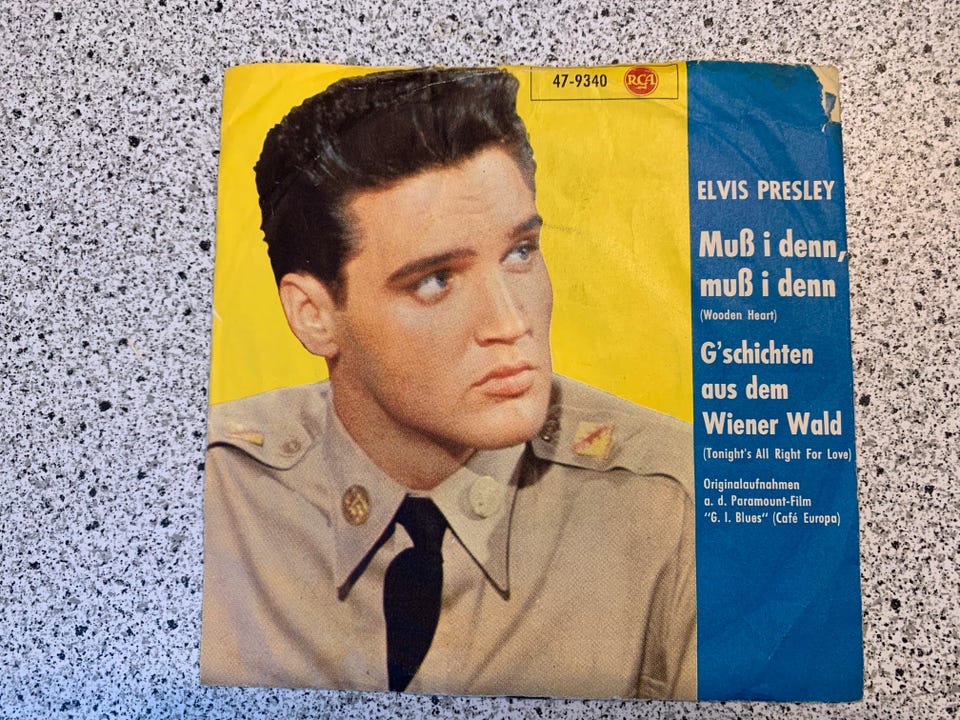 47-9340 RCA
ELVIS PRESLEY
Muß i denn,
muß i denn
(Wooden Heart)
G'schichten
aus dem
Wiener Wald
(Tonight's All Right For Love)
Originalaufnahmen
a. d. Paramount-Film
"G. I. Blues" (Café Europa)